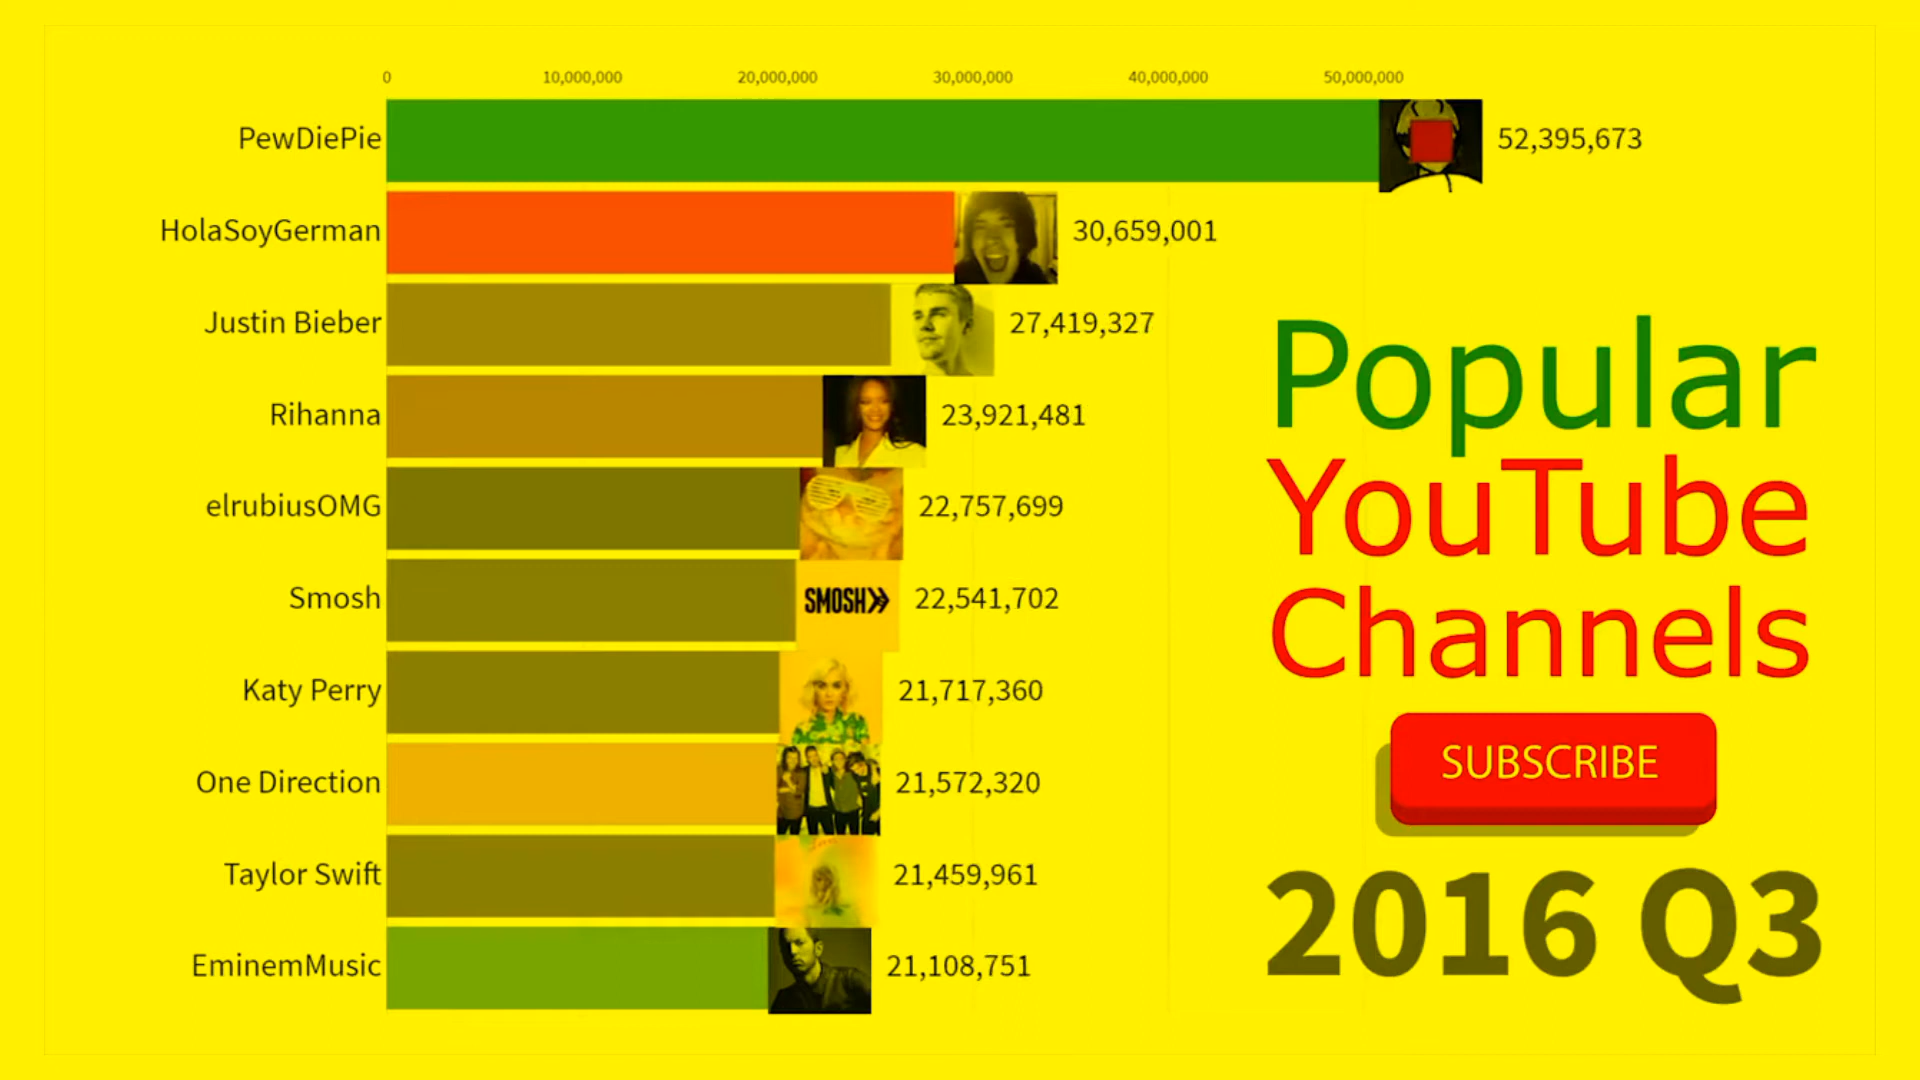 0 10,000,000 20,000,000 30,000,000 40,000,000 50,000,000
PewDiePie 52,395,673
HolaSoyGerman 30,659,001
Justin Bieber 27,419,327
Rihanna 23,921,481
elrubiusOMG 22,757,699
Smosh SMOSH 22,541,702
Katy Perry 21,717,360
One Direction 21,572,320
Taylor Swift 21,459,961
EminemMusic 21,108,751
Popular
YouTube
Channels
SUBSCRIBE
2016 Q3